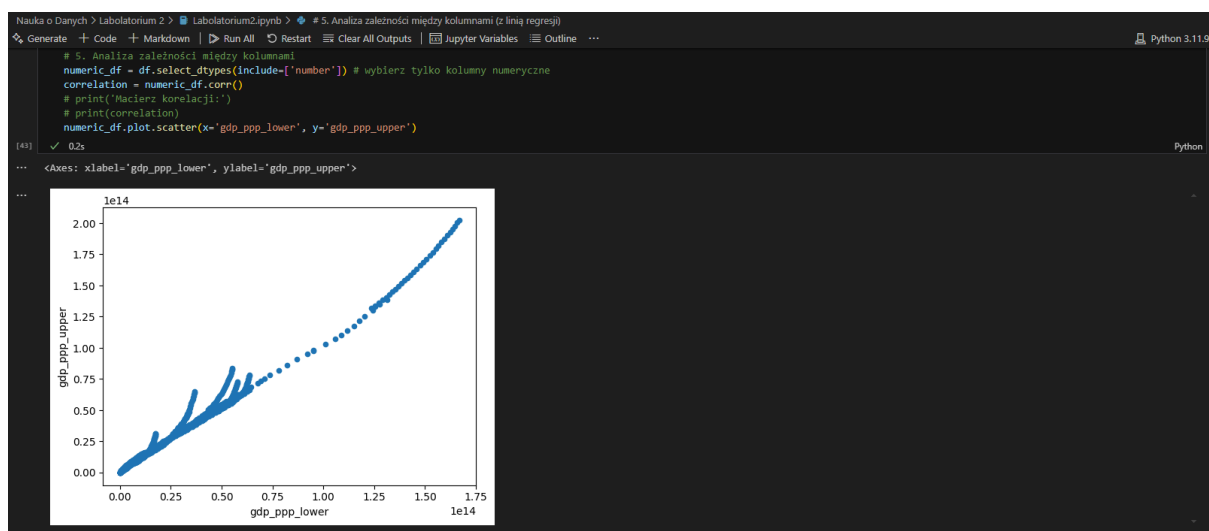 Nauka o Danych > Labolatorium 2 > Labolatorium2.ipynb > # 5. Analiza zależności między kolumnami (z linią regresji)
Generate + Code + Markdown | Run All Restart Clear All Outputs | Jupyter Variables Outline ... Python 3.11.9
# 5. Analiza zależności między kolumnami
numeric_df = df.select_dtypes(include=['number']) # wybierz tylko kolumny numeryczne
correlation = numeric_df.corr()
# print('Macierz korelacji:')
# print(correlation)
numeric_df.plot.scatter(x='gdp_ppp_lower', y='gdp_ppp_upper')
[43] ✓ 0.2s Python
... <Axes: xlabel='gdp_ppp_lower', ylabel='gdp_ppp_upper'>
...
1e14
2.00
1.75
1.50
1.25
1.00
0.75
0.50
0.25
0.00
gdp_ppp_upper
0.00 0.25 0.50 0.75 1.00 1.25 1.50 1.75
gdp_ppp_lower 1e14